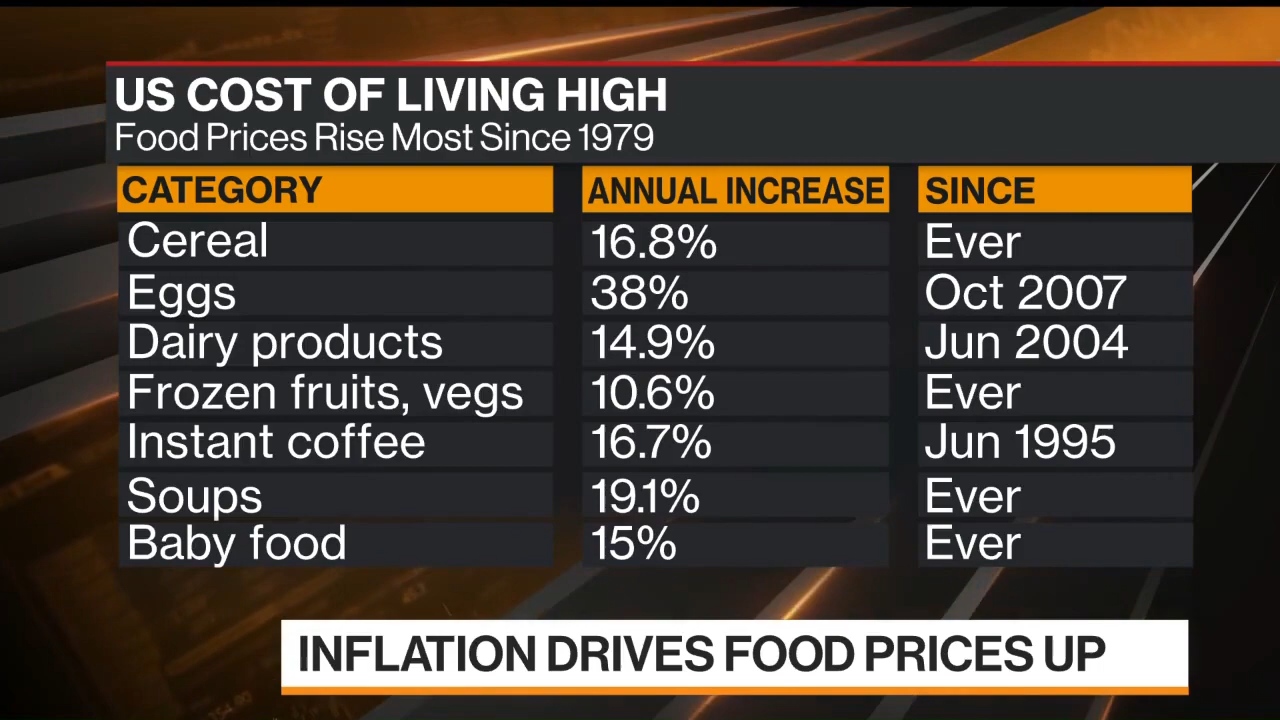 US COST OF LIVING HIGH
Food Prices Rise Most Since 1979
CATEGORY ANNUAL INCREASE SINCE
Cereal 16.8% Ever
Eggs 38% Oct 2007
Dairy products 14.9% Jun 2004
Frozen fruits, vegs 10.6% Ever
Instant coffee 16.7% Jun 1995
Soups 19.1% Ever
Baby food 15% Ever
INFLATION DRIVES FOOD PRICES UP